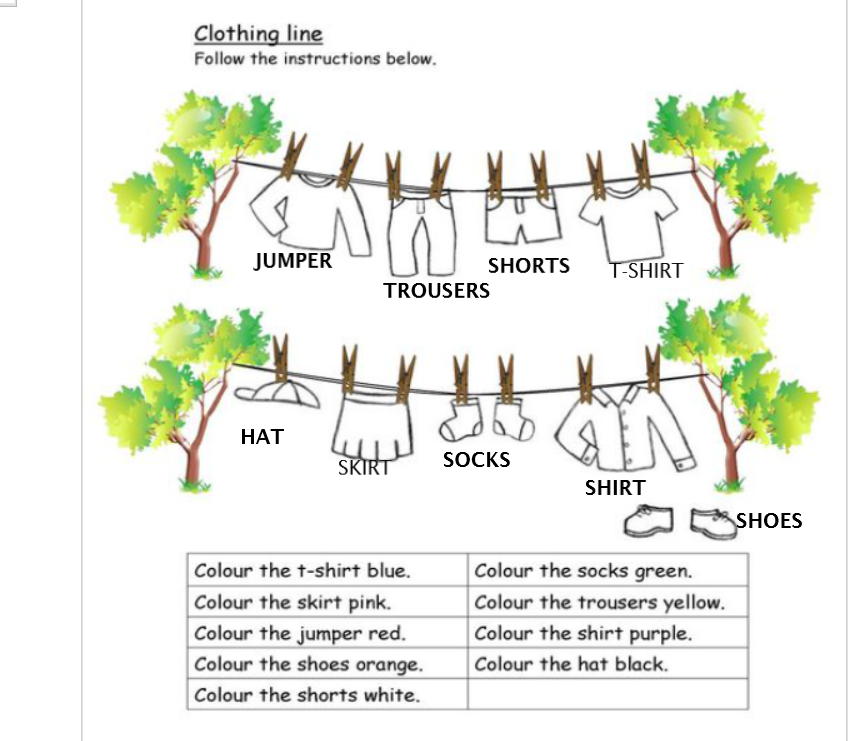 Clothing line
Follow the instructions below.
JUMPER
TROUSERS
SHORTS
T-SHIRT
HAT
SKIRT
SOCKS
SHIRT
SHOES
Colour the t-shirt blue.
Colour the socks green.
Colour the skirt pink.
Colour the trousers yellow.
Colour the jumper red.
Colour the shirt purple.
Colour the shoes orange.
Colour the hat black.
Colour the shorts white.